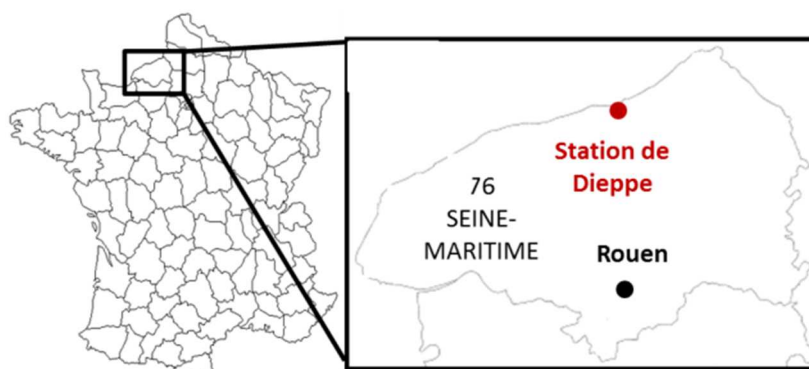 Station de
Dieppe
76
SEINE-
MARITIME
Rouen